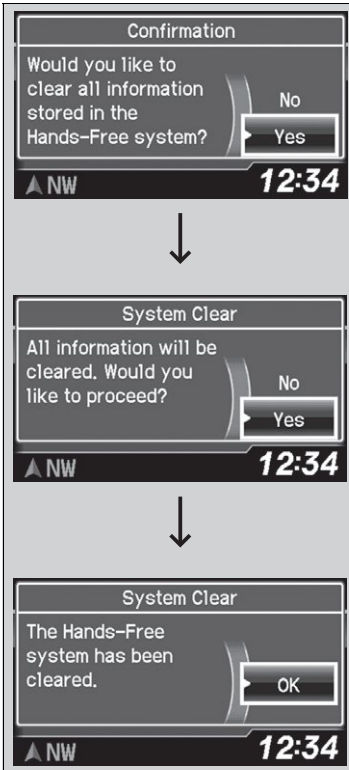 Confirmation
Would you like to
clear all information
stored in the
Hands-Free system?
No
Yes
NW
12:34
System Clear
All information will be
cleared. Would you
like to proceed?
No
Yes
NW
12:34
System Clear
The Hands-Free
system has been
cleared.
OK
NW
12:34